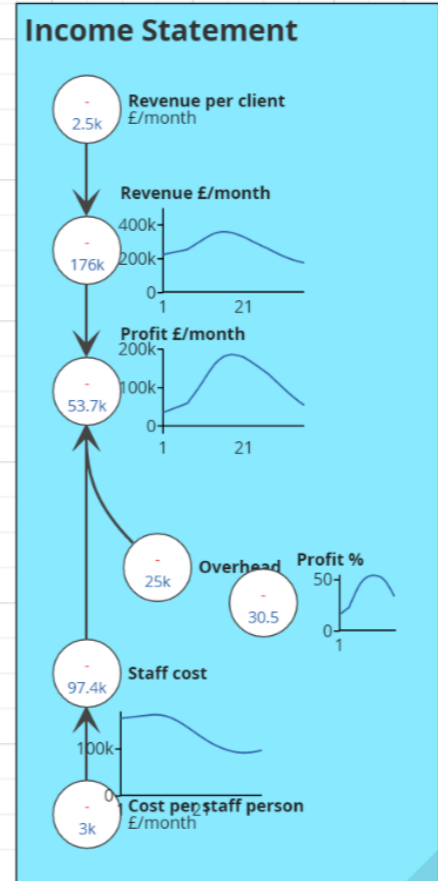 Income Statement
-
2.5k
Revenue per client
£/month
Revenue £/month
400k
200k
0
1 21
-
176k
Profit £/month
200k
100k
0
1 21
-
53.7k
-
25k
Overhead
Profit %
50
0
1
-
30.5
-
97.4k
Staff cost
100k
0
1 21
-
3k
Cost per staff person
£/month